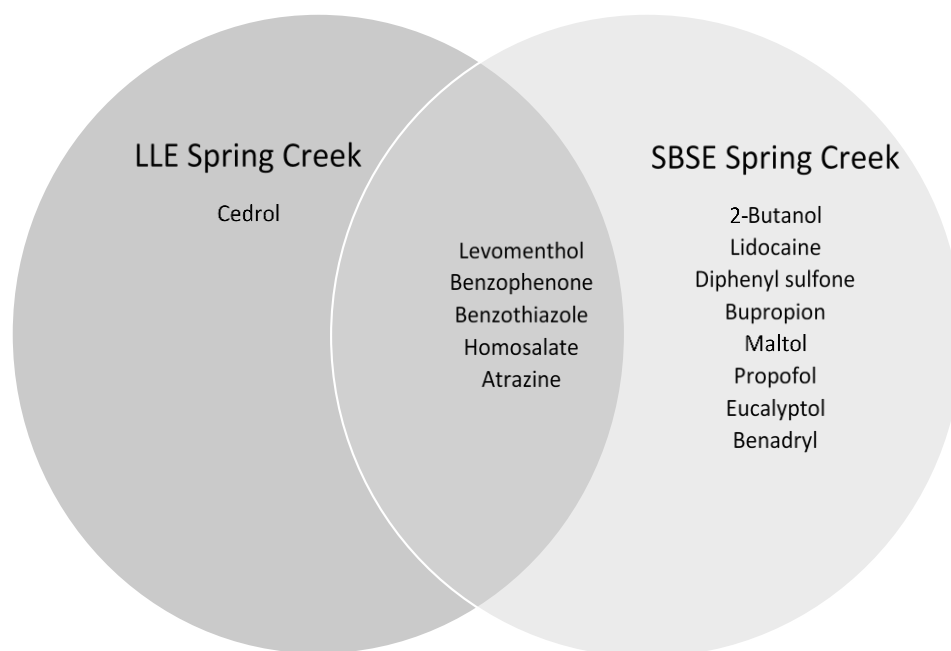 LLE Spring Creek
Cedrol
Levomenthol
Benzophenone
Benzothiazole
Homosalate
Atrazine
SBSE Spring Creek
2-Butanol
Lidocaine
Diphenyl sulfone
Bupropion
Maltol
Propofol
Eucalyptol
Benadryl